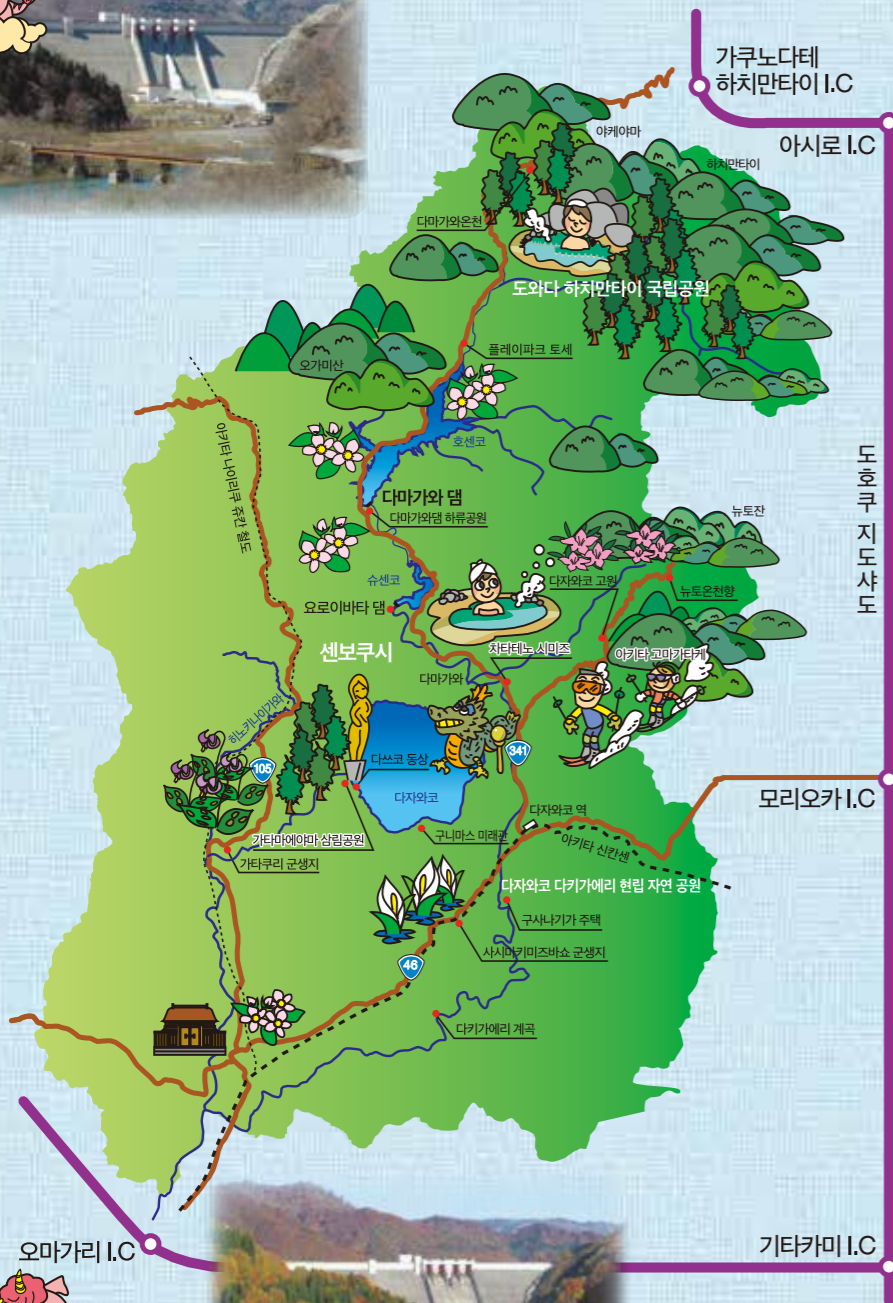 가쿠노다테
하치만타이 I.C
아시로 I.C
야케야마
하치만타이
다마가와온천
도와다 하치만타이 국립공원
플레이파크 토세
오가미산
호센코
아키타 나이리쿠 쥬칸 철도
도호쿠 지도샤도
다마가와 댐
다마가와댐 하류공원
뉴토잔
슈센코
다자와코 고원
뉴토온천향
요로이바타 댐
센보쿠시
차타테노 시미즈
아키타 고마가타케
다마가와
히노키나이가와
341
105
다쓰코 동상
다자와코
모리오카 I.C
다자와코 역
가타마에야마 삼림공원
구니마스 미래관
아키타 신칸센
가타쿠리 군생지
다자와코 다키가에리 현립 자연 공원
구사나기가 주택
사시마키미즈바쇼 군생지
46
다키가에리 계곡
오마가리 I.C
기타카미 I.C